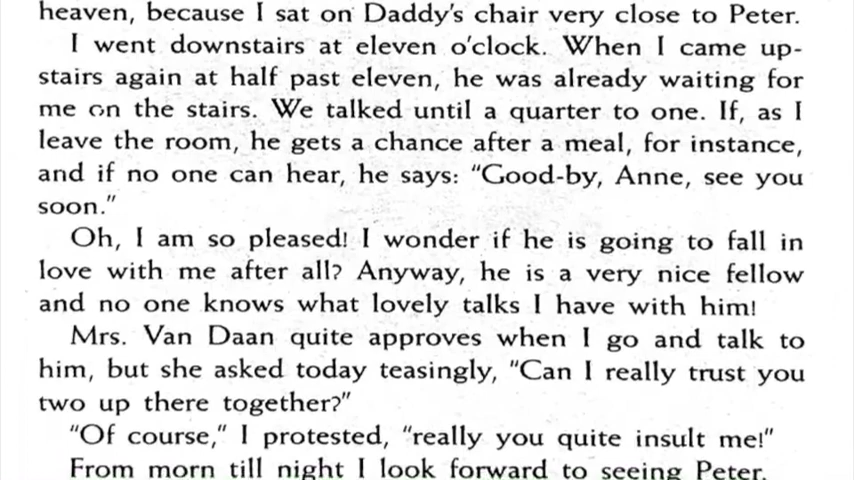 heaven, because I sat on Daddy's chair very close to Peter.
I went downstairs at eleven o'clock. When I came up-
stairs again at half past eleven, he was already waiting for
me on the stairs. We talked until a quarter to one. If, as I
leave the room, he gets a chance after a meal, for instance,
and if no one can hear, he says: "Good-by, Anne, see you
soon."
Oh, I am so pleased! I wonder if he is going to fall in
love with me after all? Anyway, he is a very nice fellow
and no one knows what lovely talks I have with him!
Mrs. Van Daan quite approves when I go and talk to
him, but she asked today teasingly, "Can I really trust you
two up there together?"
"Of course," I protested, "really you quite insult me!"
From morn till night I look forward to seeing Peter.